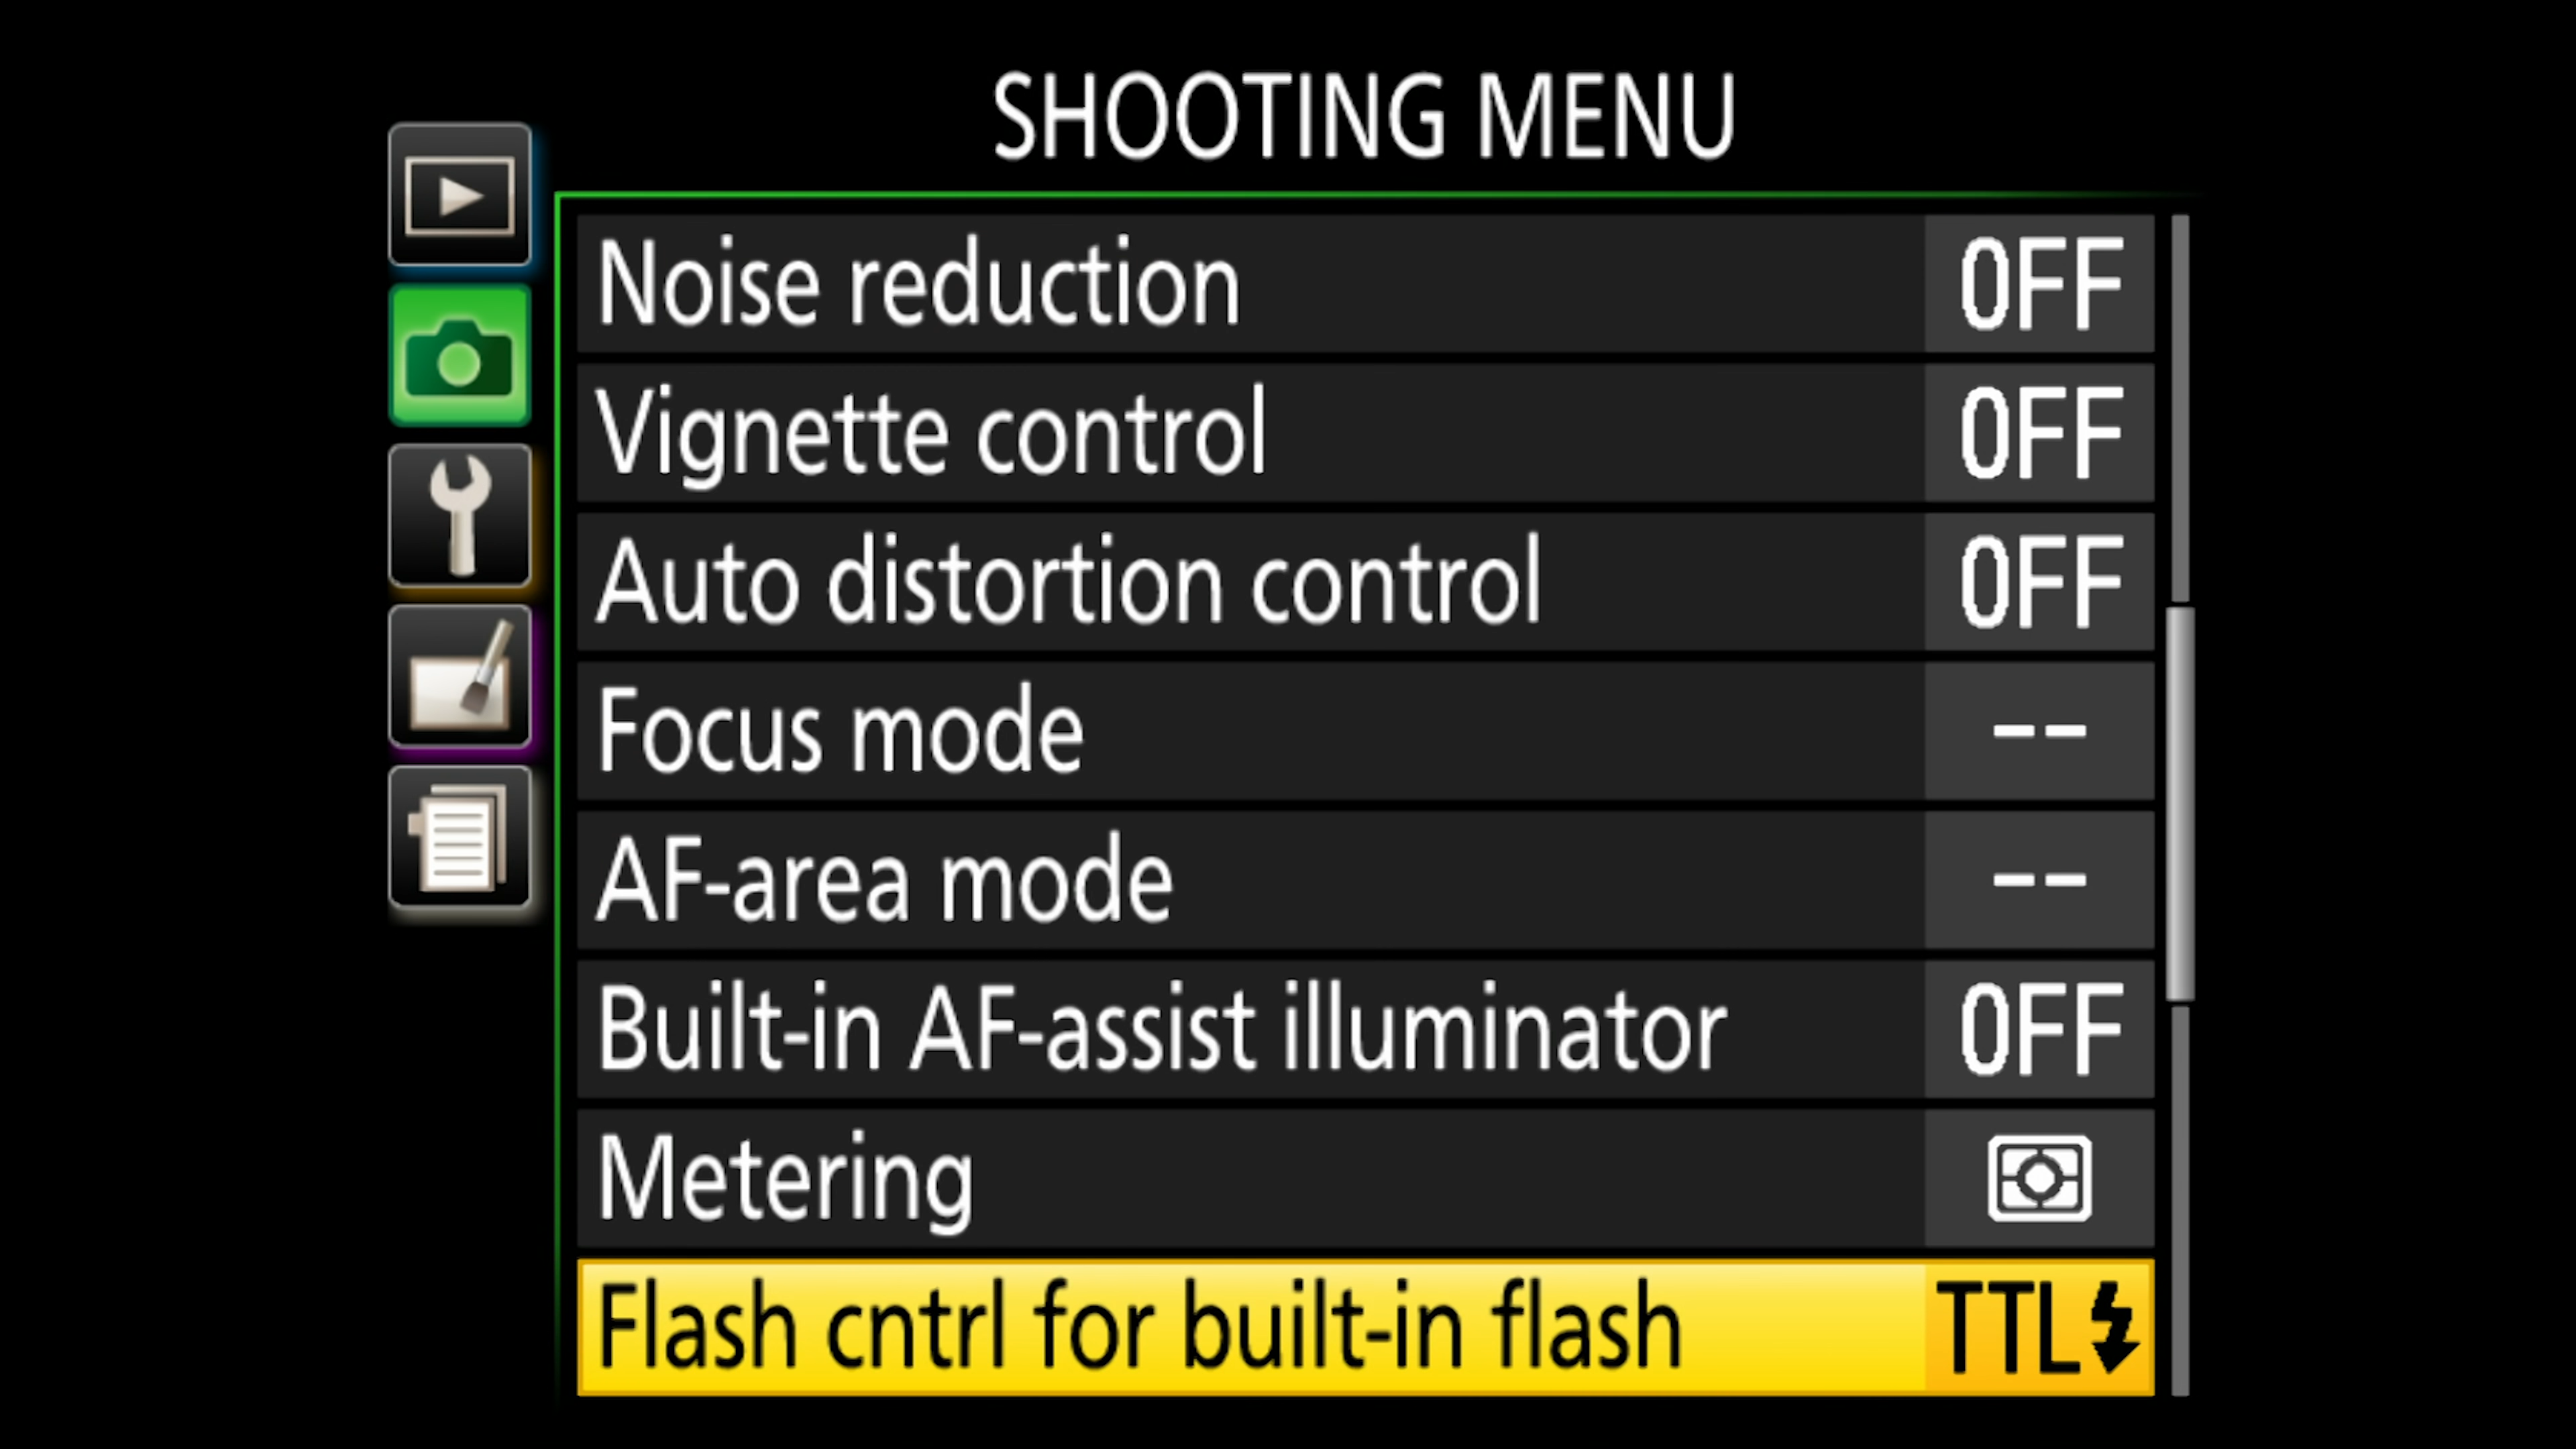 SHOOTING MENU
Noise reduction OFF
Vignette control OFF
Auto distortion control OFF
Focus mode --
AF-area mode --
Built-in AF-assist illuminator OFF
Metering
Flash cntrl for built-in flash TTL